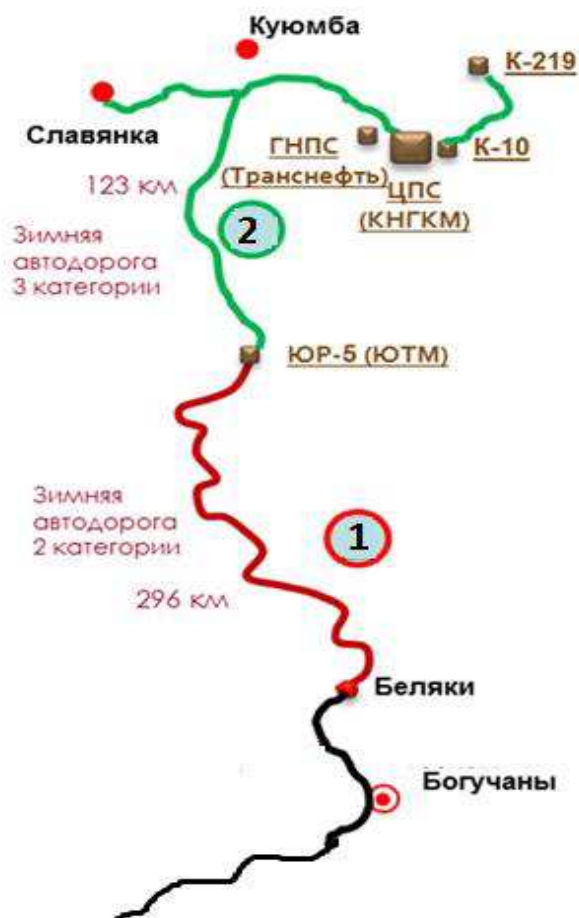 Куюмба
К-219
Славянка
ГНПС
(Транснефть)
К-10
ЦПС
(КНГКМ)
123 км
2
Зимняя
автодорога
3 категории
ЮР-5 (ЮТМ)
Зимняя
автодорога
2 категории
1
296 км
Беляки
Богучаны